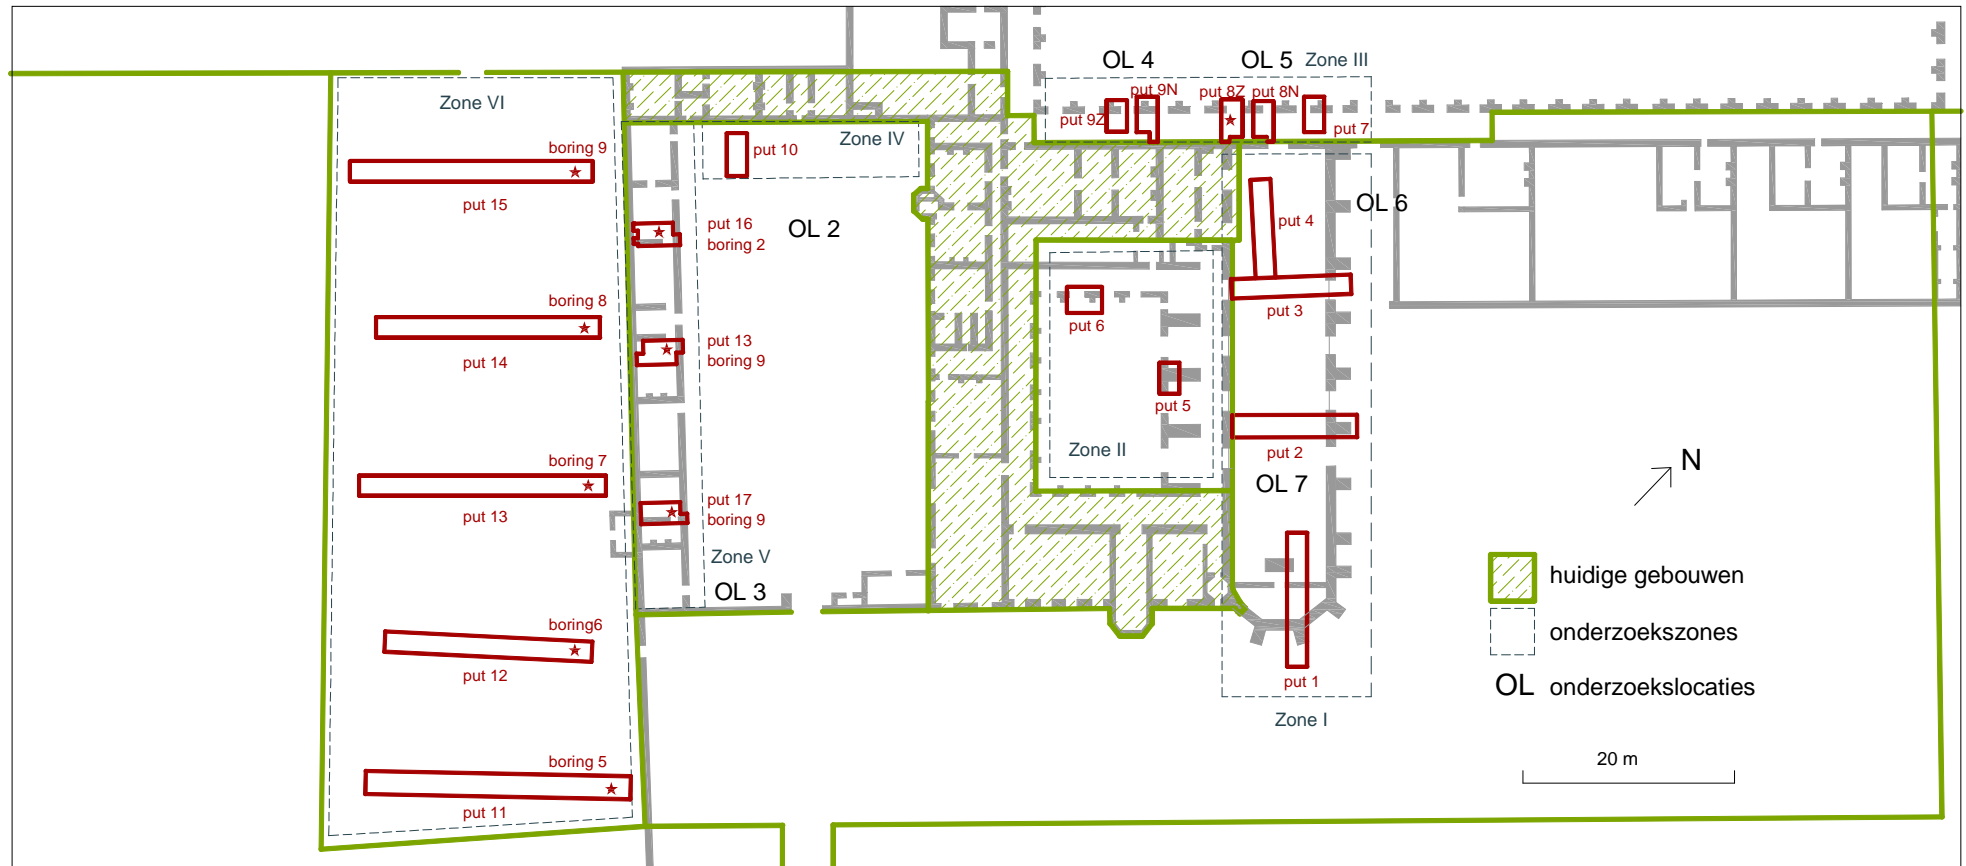 OL 4
OL 5
Zone III
Zone VI
put 9N
put 8Z
put 8N
put 9Z
put 7
Zone IV
boring 9
put 10
put 15
OL 6
put 16
OL 2
put 4
boring 2
boring 8
put 3
put 6
put 14
put 13
boring 9
put 5
Zone II
put 2
boring 7
N
OL 7
put 13
put 17
boring 9
Zone V
huidige gebouwen
OL 3
boring6
onderzoekszones
put 12
put 1
OL
onderzoekslocaties
Zone I
boring 5
20 m
put 11